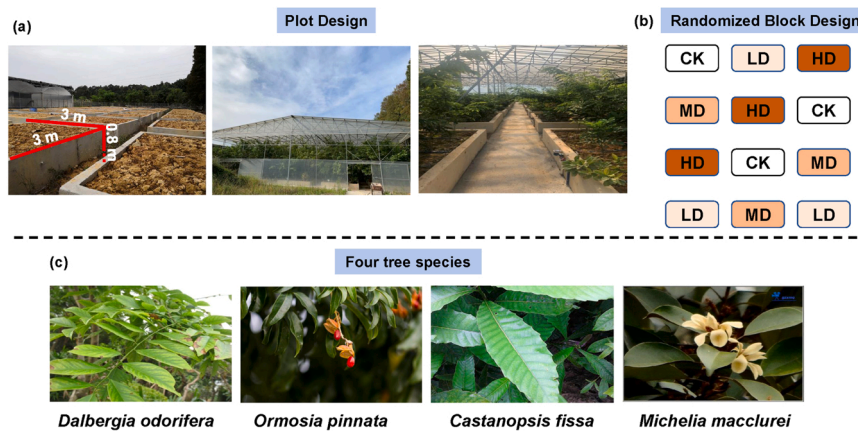 (a)
Plot Design
3 m
3 m
0.8 m
(b)
Randomized Block Design
CK LD HD
MD HD CK
HD CK MD
LD MD LD
(c)
Four tree species
Dalbergia odorifera
Ormosia pinnata
Castanopsis fissa
Michelia macclurei